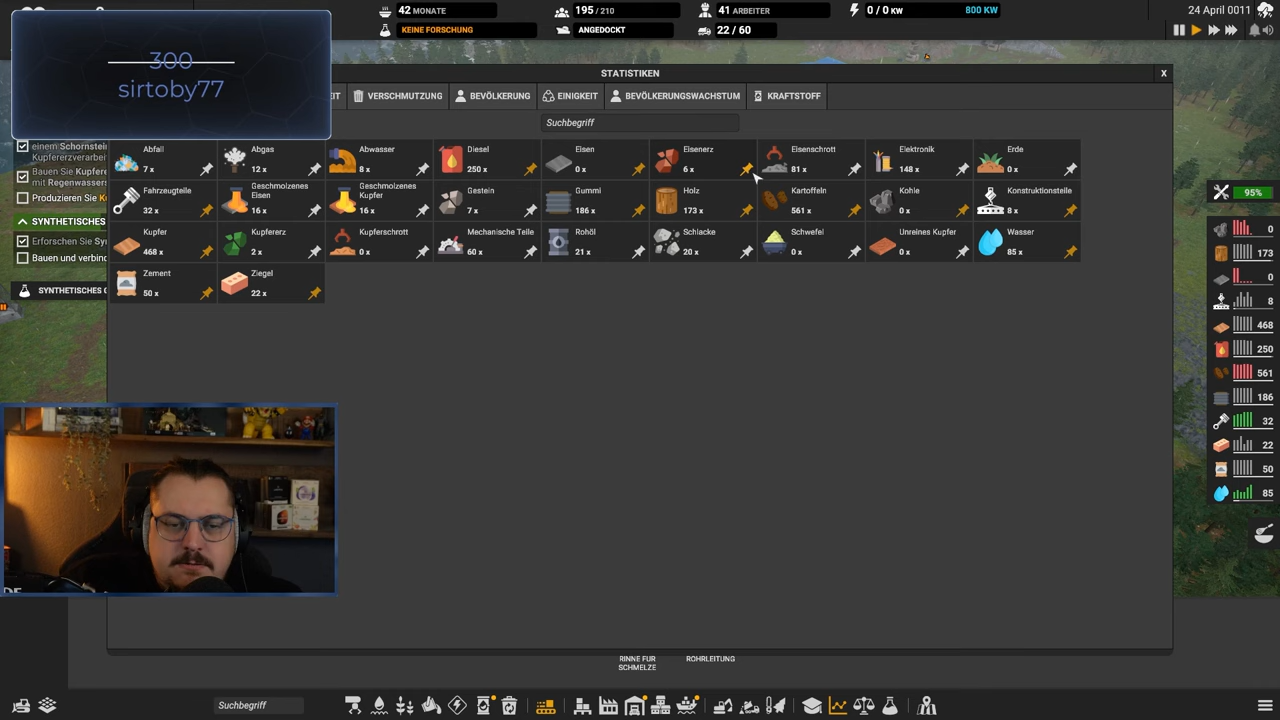 42 MONATE
195 / 210
41 ARBEITER
0 / 0 KW
800 KW
24 April 0011
KEINE FORSCHUNG
ANGEDOCKT
22 / 60
300
sirtoby77
STATISTIKEN
X
EIT
VERSCHMUTZUNG
BEVÖLKERUNG
EINIGKEIT
BEVÖLKERUNGSWACHSTUM
KRAFTSTOFF
Suchbegriff
einem Schornstein
Kupfererzverarbei
Bauen Sie Kupfere
mit Regenwassers
Produzieren Sie Ku
SYNTHETISCHES
Erforschen Sie Syn
Bauen und verbind
SYNTHETISCHES G
Abfall
7 x
Abgas
12 x
Abwasser
8 x
Diesel
250 x
Eisen
0 x
Eisenerz
6 x
Eisenschrott
81 x
Elektronik
148 x
Erde
0 x
Fahrzeugteile
32 x
Geschmolzenes
Eisen
16 x
Geschmolzenes
Kupfer
16 x
Gestein
7 x
Gummi
186 x
Holz
173 x
Kartoffeln
561 x
Kohle
0 x
Konstruktionsteile
8 x
Kupfer
468 x
Kupfererz
2 x
Kupferschrott
0 x
Mechanische Teile
60 x
Rohöl
21 x
Schlacke
20 x
Schwefel
0 x
Unreines Kupfer
0 x
Wasser
85 x
Zement
50 x
Ziegel
22 x
95%
0
173
0
8
468
250
561
186
32
22
50
85
RINNE FÜR
SCHMELZE
ROHRLEITUNG
Suchbegriff